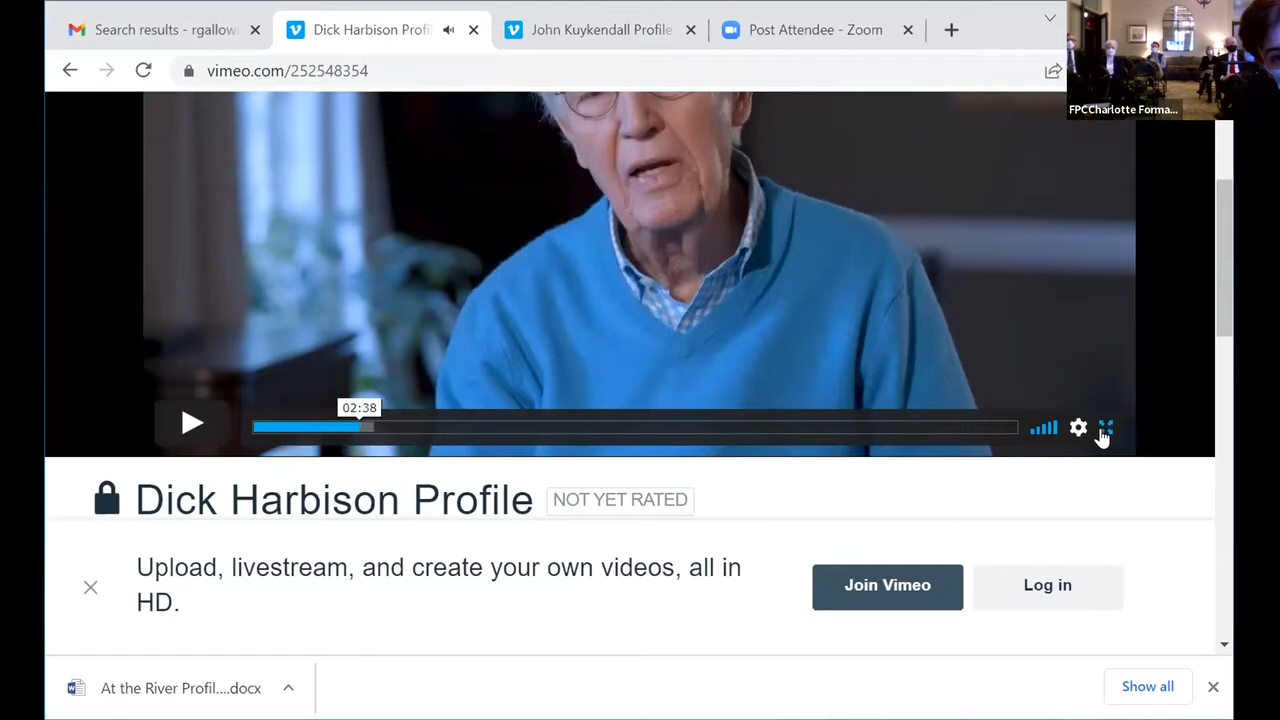 Search results - rgallow
Dick Harbison Profi
John Kuykendall Profile
Post Attendee - Zoom
vimeo.com/252548354
FPCCharlotte Forma...
02:38
Dick Harbison Profile
NOT YET RATED
Upload, livestream, and create your own videos, all in
HD.
Join Vimeo
Log in
At the River Profil....docx
Show all